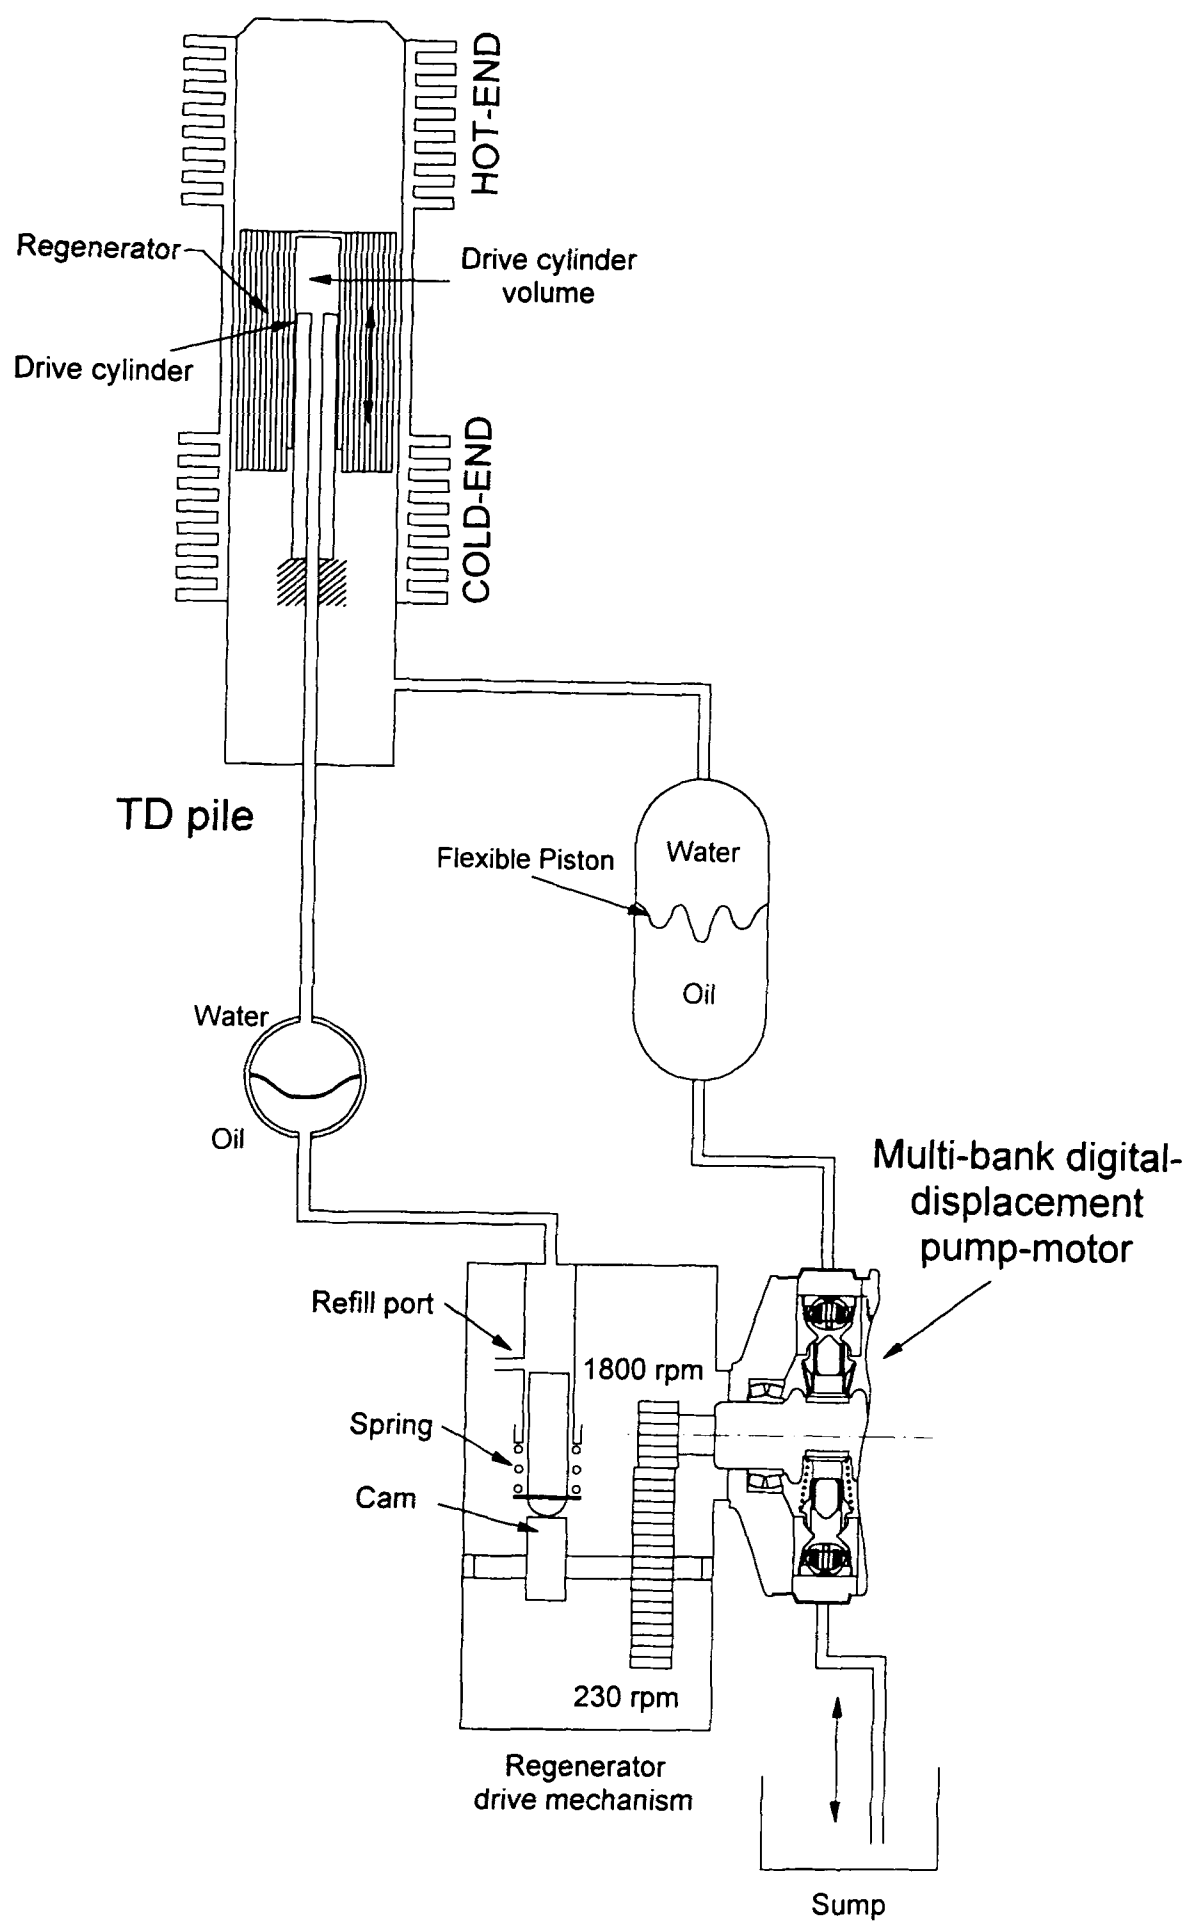 HOT-END
Regenerator
Drive cylinder
volume
Drive cylinder
COLD-END
TD pile
Flexible Piston
Water
Oil
Water
Oil
Multi-bank digital-
displacement
pump-motor
Refill port
1800 rpm
Spring
Cam
230 rpm
Regenerator
drive mechanism
Sump